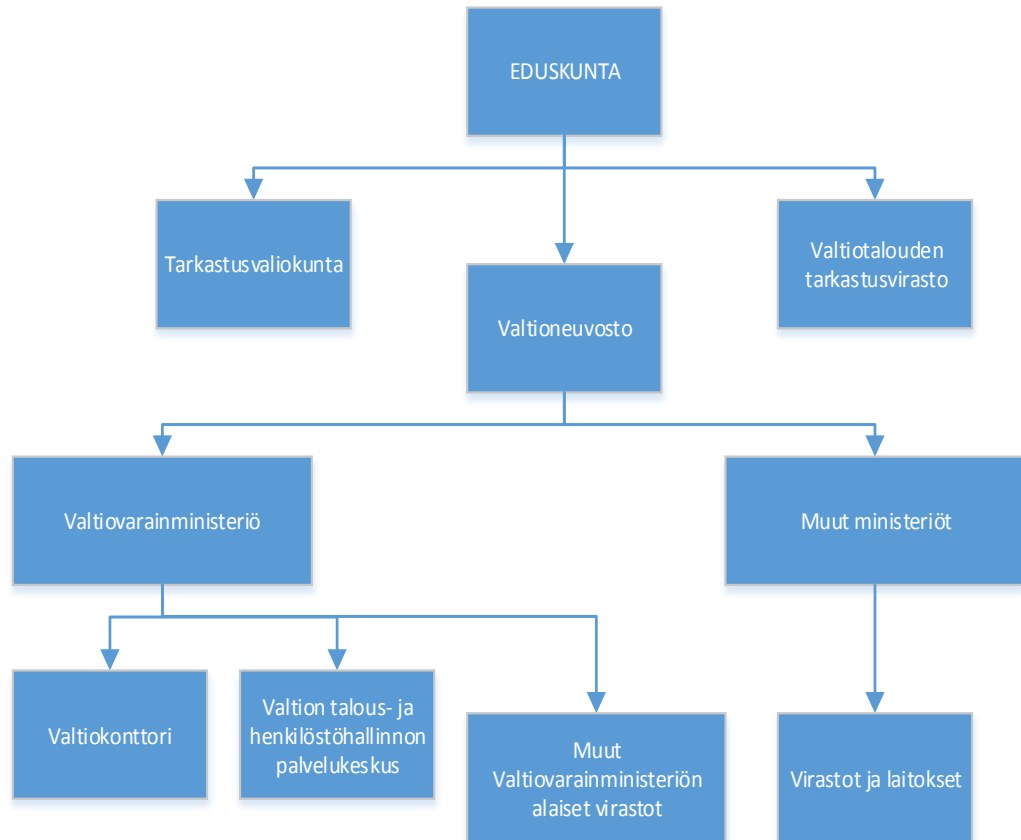 EDUSKUNTA
Tarkastusvaliokunta
Valtioneuvosto
Valtiotalouden
tarkastusvirasto
Valtiovarainministeriö
Muut ministeriöt
Valtiokonttori
Valtion talous- ja
henkilöstöhallinnon
palvelukeskus
Muut
Valtiovarainministeriön
alaiset virastot
Virastot ja laitokset